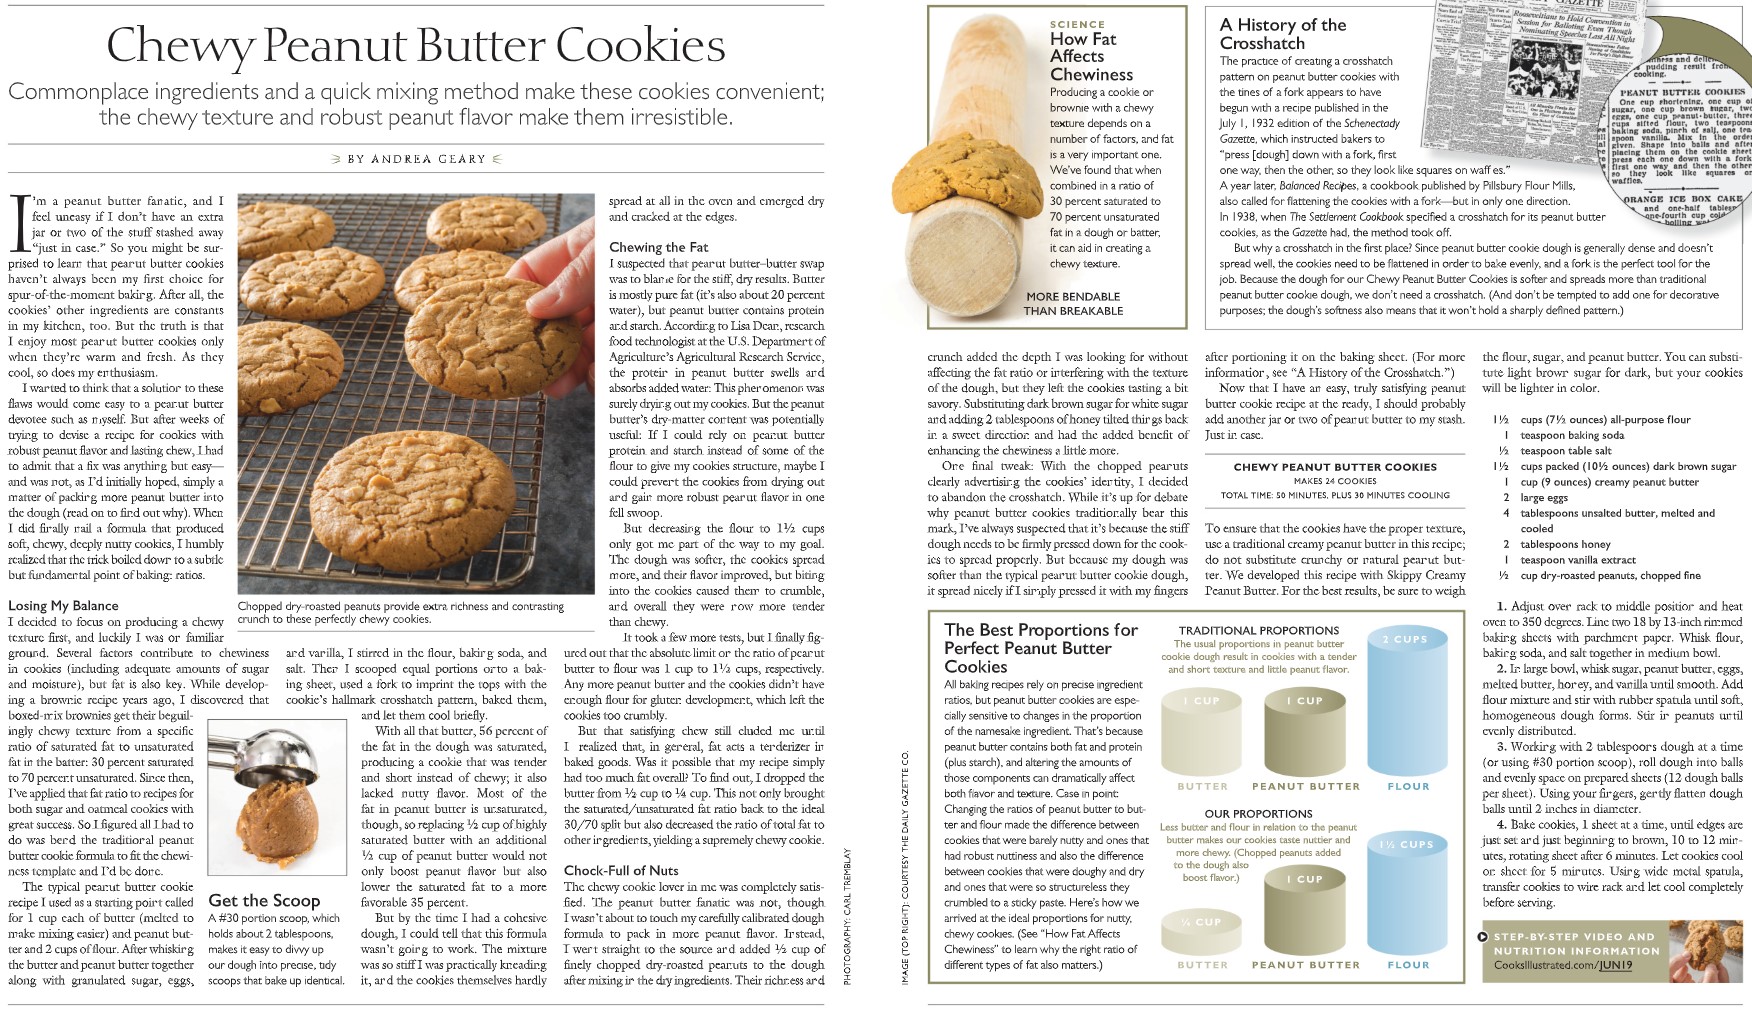 Chewy Peanut Butter Cookies
Commonplace ingredients and a quick mixing method make these cookies convenient;
the chewy texture and robust peanut flavor make them irresistible.
BY ANDREA GEARY
I'm a peanut butter fanatic, and I
feel uneasy if I don't have an extra
jar or two of the stuff stashed away
"just in case." So you might be sur-
prised to learn that peanut butter cookies
haven't always been my first choice for
spur-of-the-moment baking. After all, the
cookies' other ingredients are constants
in my kitchen, too. But the truth is that
I enjoy most peanut butter cookies only
when they're warm and fresh. As they
cool, so does my enthusiasm.
I wanted to think that a solution to these
flaws would come easy to a peanut butter
devotee such as myself. But after weeks of
trying to devise a recipe for cookies with
robust peanut flavor and lasting chew, I had
to admit that a fix was anything but easy—
and was not, as I'd initially hoped, simply a
matter of packing more peanut butter into
the dough (read on to find out why). When
I did finally nail a formula that produced
soft, chewy, deeply nutty cookies, I humbly
realized that the trick boiled down to a subtle
but fundamental point of baking: ratios.
Losing My Balance
I decided to focus on producing a chewy
texture first, and luckily I was on familiar
ground. Several factors contribute to chewiness
in cookies (including adequate amounts of sugar
and moisture), but fat is also key. While develop-
ing a brownie recipe years ago, I discovered that
boxed-mix brownies get their beguil-
ingly chewy texture from a specific
ratio of saturated fat to unsaturated
fat in the batter: 30 percent saturated
to 70 percent unsaturated. Since then,
I've applied that fat ratio to recipes for
both sugar and oatmeal cookies with
great success. So I figured all I had to
do was bend the traditional peanut
butter cookie formula to fit the chewi-
ness template and I'd be done.
The typical peanut butter cookie
recipe I used as a starting point called
for 1 cup each of butter (melted to
make mixing easier) and peanut but-
ter and 2 cups of flour. After whisking
the butter and peanut butter together
along with granulated sugar, eggs,
Chopped dry-roasted peanuts provide extra richness and contrasting
crunch to these perfectly chewy cookies.
Get the Scoop
A #30 portion scoop, which
holds about 2 tablespoons,
makes it easy to divvy up
our dough into precise, tidy
scoops that bake up identical.
and varilla, I stirred in the flour, baking soda, and
salt. Then I scooped equal portions onto a bak-
ing sheet, used a fork to imprint the tops with the
cookie's hallmark crosshatch pattern, baked them,
and let them cool briefly.
With all that butter, 56 percent of
the fat in the dough was saturated,
producing a cookie that was tender
and short instead of chewy; it also
lacked nutty flavor. Most of the
fat in peanut butter is unsaturated,
though, so replacing ½ cup of highly
saturated butter with an additional
½ cup of peanut butter would not
only boost peanut flavor but also
lower the saturated fat to a more
favorable 35 percent.
But by the time I had a cohesive
dough, I could tell that this formula
wasn't going to work. The mixture
was so stiff I was practically kneading
it, and the cookies themselves hardly
spread at all in the oven and emerged dry
and cracked at the edges.
Chewing the Fat
I suspected that peanut butter–butter swap
was to blame for the stiff, dry results. Butter
is mostly pure fat (it's also about 20 percent
water), but peanut butter contains protein
and starch. According to Lisa Dean, research
food technologist at the U.S. Department of
Agriculture's Agricultural Research Service,
the protein in peanut butter swells and
absorbs added water: This phenomenon was
surely drying out my cookies. But the peanut
butter's dry-matter content was potentially
useful: If I could rely on peanut butter
protein and starch instead of some of the
flour to give my cookies structure, maybe I
could prevent the cookies from drying out
and gain more robust peanut flavor in one
fell swoop.
But decreasing the flour to 1½ cups
only got me part of the way to my goal.
The dough was softer, the cookies spread
more, and their flavor improved, but biting
into the cookies caused them to crumble,
and overall they were now more tender
than chewy.
It took a few more tests, but I finally fig-
ured out that the absolute limit on the ratio of peanut
butter to flour was 1 cup to 1½ cups, respectively.
Any more peanut butter and the cookies didn't have
enough flour for gluten development, which left the
cookies too crumbly.
But that satisfying chew still eluded me until
I realized that, in general, fat acts a tenderizer in
baked goods. Was it possible that my recipe simply
had too much fat overall? To find out, I dropped the
butter from ½ cup to ¼ cup. This not only brought
the saturated/unsaturated fat ratio back to the ideal
30/70 split but also decreased the ratio of total fat to
other ingredients, yielding a supremely chewy cookie.
Chock-Full of Nuts
The chewy cookie lover in me was completely satis-
fied. The peanut butter fanatic was not, though
I wasn't about to touch my carefully calibrated dough
formula to pack in more peanut flavor. Instead,
I went straight to the source and added ½ cup of
finely chopped dry-roasted peanuts to the dough
after mixing in the dry ingredients. Their richness and
PHOTOGRAPHY: CARL TREMBLAY
IMAGE (TOP RIGHT): COURTESY THE DAILY GAZETTE CO.
SCIENCE
How Fat
Affects
Chewiness
Producing a cookie or
brownie with a chewy
texture depends on a
number of factors, and fat
is a very important one.
We've found that when
combined in a ratio of
30 percent saturated to
70 percent unsaturated
fat in a dough or batter,
it can aid in creating a
chewy texture.
MORE BENDABLE
THAN BREAKABLE
A History of the
Crosshatch
The practice of creating a crosshatch
pattern on peanut butter cookies with
the tines of a fork appears to have
begun with a recipe published in the
July 1, 1932 edition of the Schenectady
Gazette, which instructed bakers to
"press [dough] down with a fork, first
one way, then the other, so they look like squares on waffles."
A year later, Balanced Recipes, a cookbook published by Pillsbury Flour Mills,
also called for flattening the cookies with a fork—but in only one direction.
In 1938, when The Settlement Cookbook specified a crosshatch for its peanut butter
cookies, as the Gazette had, the method took off.
But why a crosshatch in the first place? Since peanut butter cookie dough is generally dense and doesn't
spread well, the cookies need to be flattened in order to bake evenly, and a fork is the perfect tool for the
job. Because the dough for our Chewy Peanut Butter Cookies is softer and spreads more than traditional
peanut butter cookie dough, we don't need a crosshatch. (And don't be tempted to add one for decorative
purposes; the dough's softness also means that it won't hold a sharply defined pattern.)
GAZETTE
Rooseveltians to Hold Convention in
Session for Balloting Even Though
Nominating Speeches Last All Night
pudding result from
cooking.
PEANUT BUTTER COOKIES
One cup shortening, one cup of
sugar, one cup brown sugar, two
eggs, one cup peanut butter, three
cups sifted flour, two teaspoons
baking soda, pinch of salt, one tea
spoon vanilla. Mix in the order
given. Shape into balls and after
placing them on the cookie sheet
press each one down with a fork
first one way and then the other
so they look like squares on
waffles.
ORANGE ICE BOX CAKE
and one-half tables
one-fourth cup cold
boiling wat
crunch added the depth I was looking for without
affecting the fat ratio or interfering with the texture
of the dough, but they left the cookies tasting a bit
savory. Substituting dark brown sugar for white sugar
and adding 2 tablespoons of honey tilted things back
in a sweet direction and had the added benefit of
enhancing the chewiness a little more.
One final tweak: With the chopped peanuts
clearly advertising the cookies' identity, I decided
to abandon the crosshatch. While it's up for debate
why peanut butter cookies traditionally bear this
mark, I've always suspected that it's because the stiff
dough needs to be firmly pressed down for the cook-
ies to spread properly. But because my dough was
softer than the typical peanut butter cookie dough,
it spread nicely if I simply pressed it with my fingers
after portioning it on the baking sheet. (For more
information, see "A History of the Crosshatch.")
Now that I have an easy, truly satisfying peanut
butter cookie recipe at the ready, I should probably
add another jar or two of peanut butter to my stash.
Just in case.
CHEWY PEANUT BUTTER COOKIES
MAKES 24 COOKIES
TOTAL TIME: 50 MINUTES, PLUS 30 MINUTES COOLING
To ensure that the cookies have the proper texture,
use a traditional creamy peanut butter in this recipe;
do not substitute crunchy or natural peanut but-
ter. We developed this recipe with Skippy Creamy
Peanut Butter. For the best results, be sure to weigh
the flour, sugar, and peanut butter. You can substi-
tute light brown sugar for dark, but your cookies
will be lighter in color.
1½ cups (7½ ounces) all-purpose flour
1 teaspoon baking soda
½ teaspoon table salt
1½ cups packed (10½ ounces) dark brown sugar
1 cup (9 ounces) creamy peanut butter
2 large eggs
4 tablespoons unsalted butter, melted and
cooled
2 tablespoons honey
1 teaspoon vanilla extract
½ cup dry-roasted peanuts, chopped fine
1. Adjust over rack to middle position and heat
oven to 350 degrees. Line two 18 by 13-inch rimmed
baking sheets with parchment paper. Whisk flour,
baking soda, and salt together in medium bowl.
2. In large bowl, whisk sugar, peanut butter, eggs,
melted butter, honey, and vanilla until smooth. Add
flour mixture and stir with rubber spatula until soft,
homogeneous dough forms. Stir in peanuts until
evenly distributed.
3. Working with 2 tablespoons dough at a time
(or using #30 portion scoop), roll dough into balls
and evenly space on prepared sheets (12 dough balls
per sheet). Using your fingers, gently flatten dough
balls until 2 inches in diameter.
4. Bake cookies, 1 sheet at a time, until edges are
just set and just beginning to brown, 10 to 12 min-
utes, rotating sheet after 6 minutes. Let cookies cool
on sheet for 5 minutes. Using wide metal spatula,
transfer cookies to wire rack and let cool completely
before serving.
The Best Proportions for
Perfect Peanut Butter
Cookies
All baking recipes rely on precise ingredient
ratios, but peanut butter cookies are espe-
cially sensitive to changes in the proportion
of the namesake ingredient. That's because
peanut butter contains both fat and protein
(plus starch), and altering the amounts of
those components can dramatically affect
both flavor and texture. Case in point:
Changing the ratios of peanut butter to but-
ter and flour made the difference between
cookies that were barely nutty and ones that
had robust nuttiness and also the difference
between cookies that were doughy and dry
and ones that were so structureless they
crumbled to a sticky paste. Here's how we
arrived at the ideal proportions for nutty,
chewy cookies. (See "How Fat Affects
Chewiness" to learn why the right ratio of
different types of fat also matters.)
TRADITIONAL PROPORTIONS
The usual proportions in peanut butter
cookie dough result in cookies with a tender
and short texture and little peanut flavor.
1 CUP
1 CUP
2 CUPS
BUTTER
PEANUT BUTTER
FLOUR
OUR PROPORTIONS
Less butter and flour in relation to the peanut
butter makes our cookies taste nuttier and
more chewy. (Chopped peanuts added
to the dough also
boost flavor.)
¼ CUP
1 CUP
1½ CUPS
BUTTER
PEANUT BUTTER
FLOUR
STEP-BY-STEP VIDEO AND
NUTRITION INFORMATION
CooksIllustrated.com/JUN19